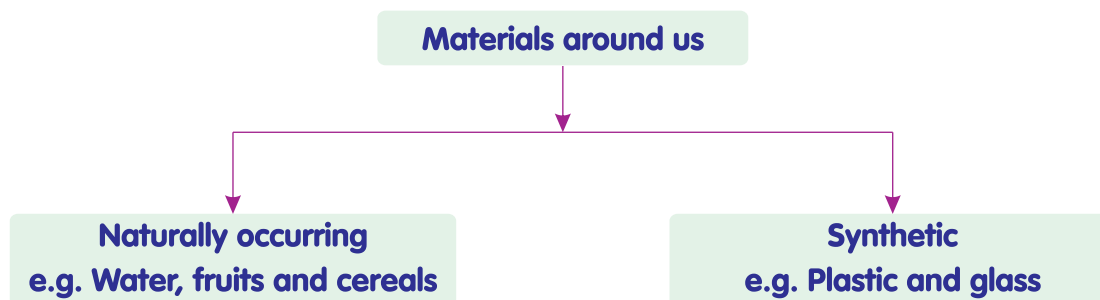 Materials around us
Naturally occurring
e.g. Water, fruits and cereals
Synthetic
e.g. Plastic and glass